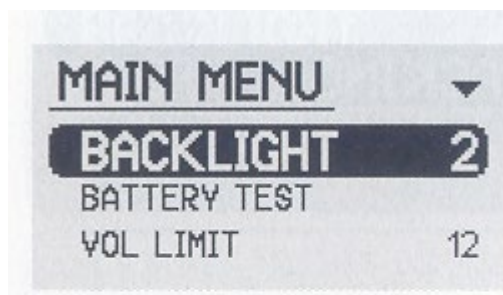 MAIN MENU
BACKLIGHT 2
BATTERY TEST
VOL LIMIT 12